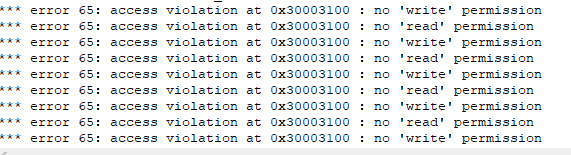 *** error 65: access violation at 0x30003100 : no 'write' permission
*** error 65: access violation at 0x30003100 : no 'read' permission
*** error 65: access violation at 0x30003100 : no 'write' permission
*** error 65: access violation at 0x30003100 : no 'read' permission
*** error 65: access violation at 0x30003100 : no 'write' permission
*** error 65: access violation at 0x30003100 : no 'read' permission
*** error 65: access violation at 0x30003100 : no 'write' permission
*** error 65: access violation at 0x30003100 : no 'read' permission
*** error 65: access violation at 0x30003100 : no 'write' permission